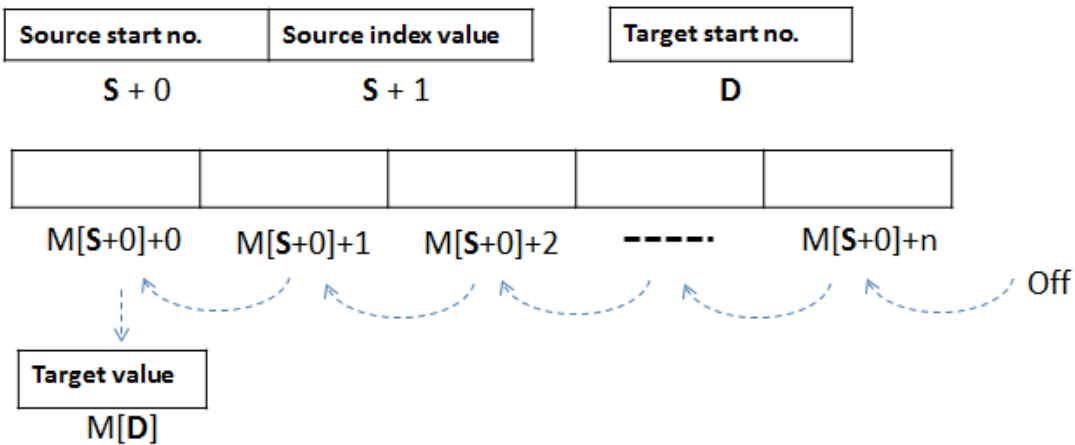 Source start no. Source index value Target start no.
S + 0 S + 1 D
M[S+0]+0 M[S+0]+1 M[S+0]+2 ----- M[S+0]+n
Off
Target value
M[D]